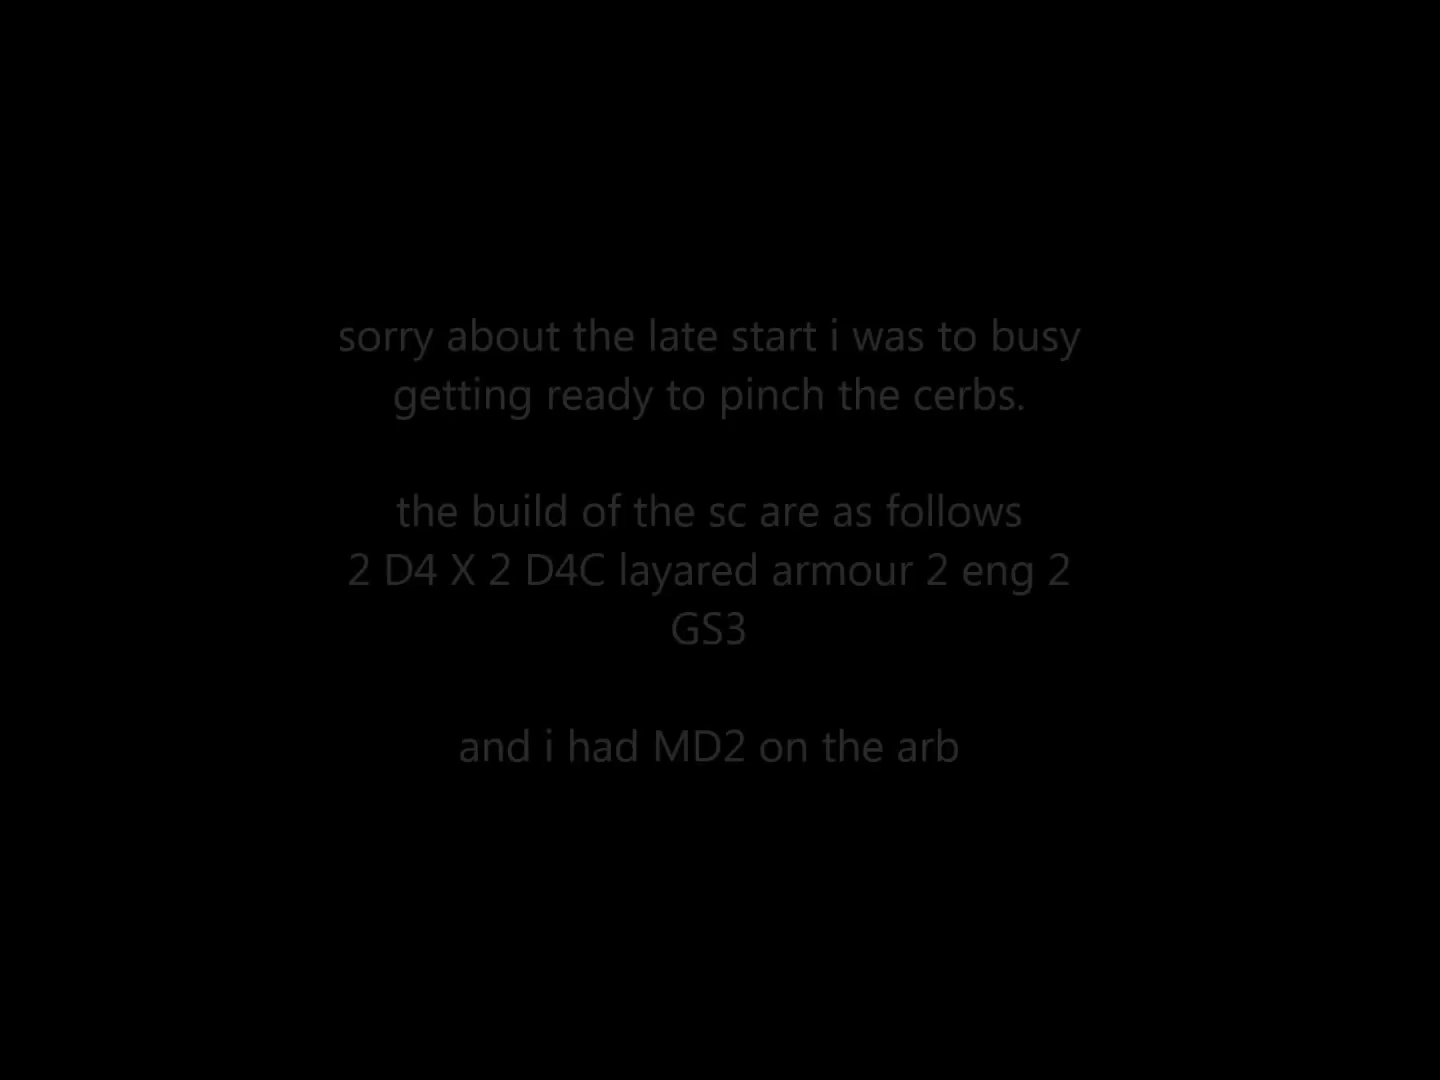 sorry about the late start i was to busy
getting ready to pinch the cerbs.
the build of the sc are as follows
2 D4 X 2 D4C layared armour 2 eng 2
GS3
and i had MD2 on the arb